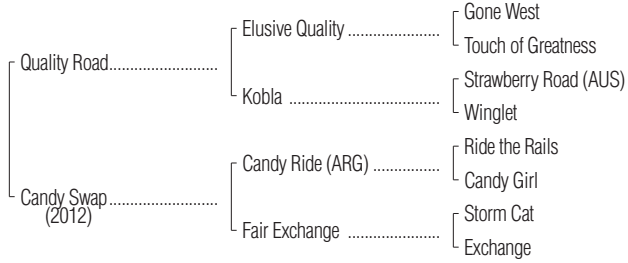 Gone West
Elusive Quality .....................
Touch of Greatness
Quality Road.........................
Strawberry Road (AUS)
Kobla ...................................
Winglet
Ride the Rails
Candy Ride (ARG) ...............
Candy Girl
Candy Swap.........................
(2012)
Storm Cat
Fair Exchange .....................
Exchange